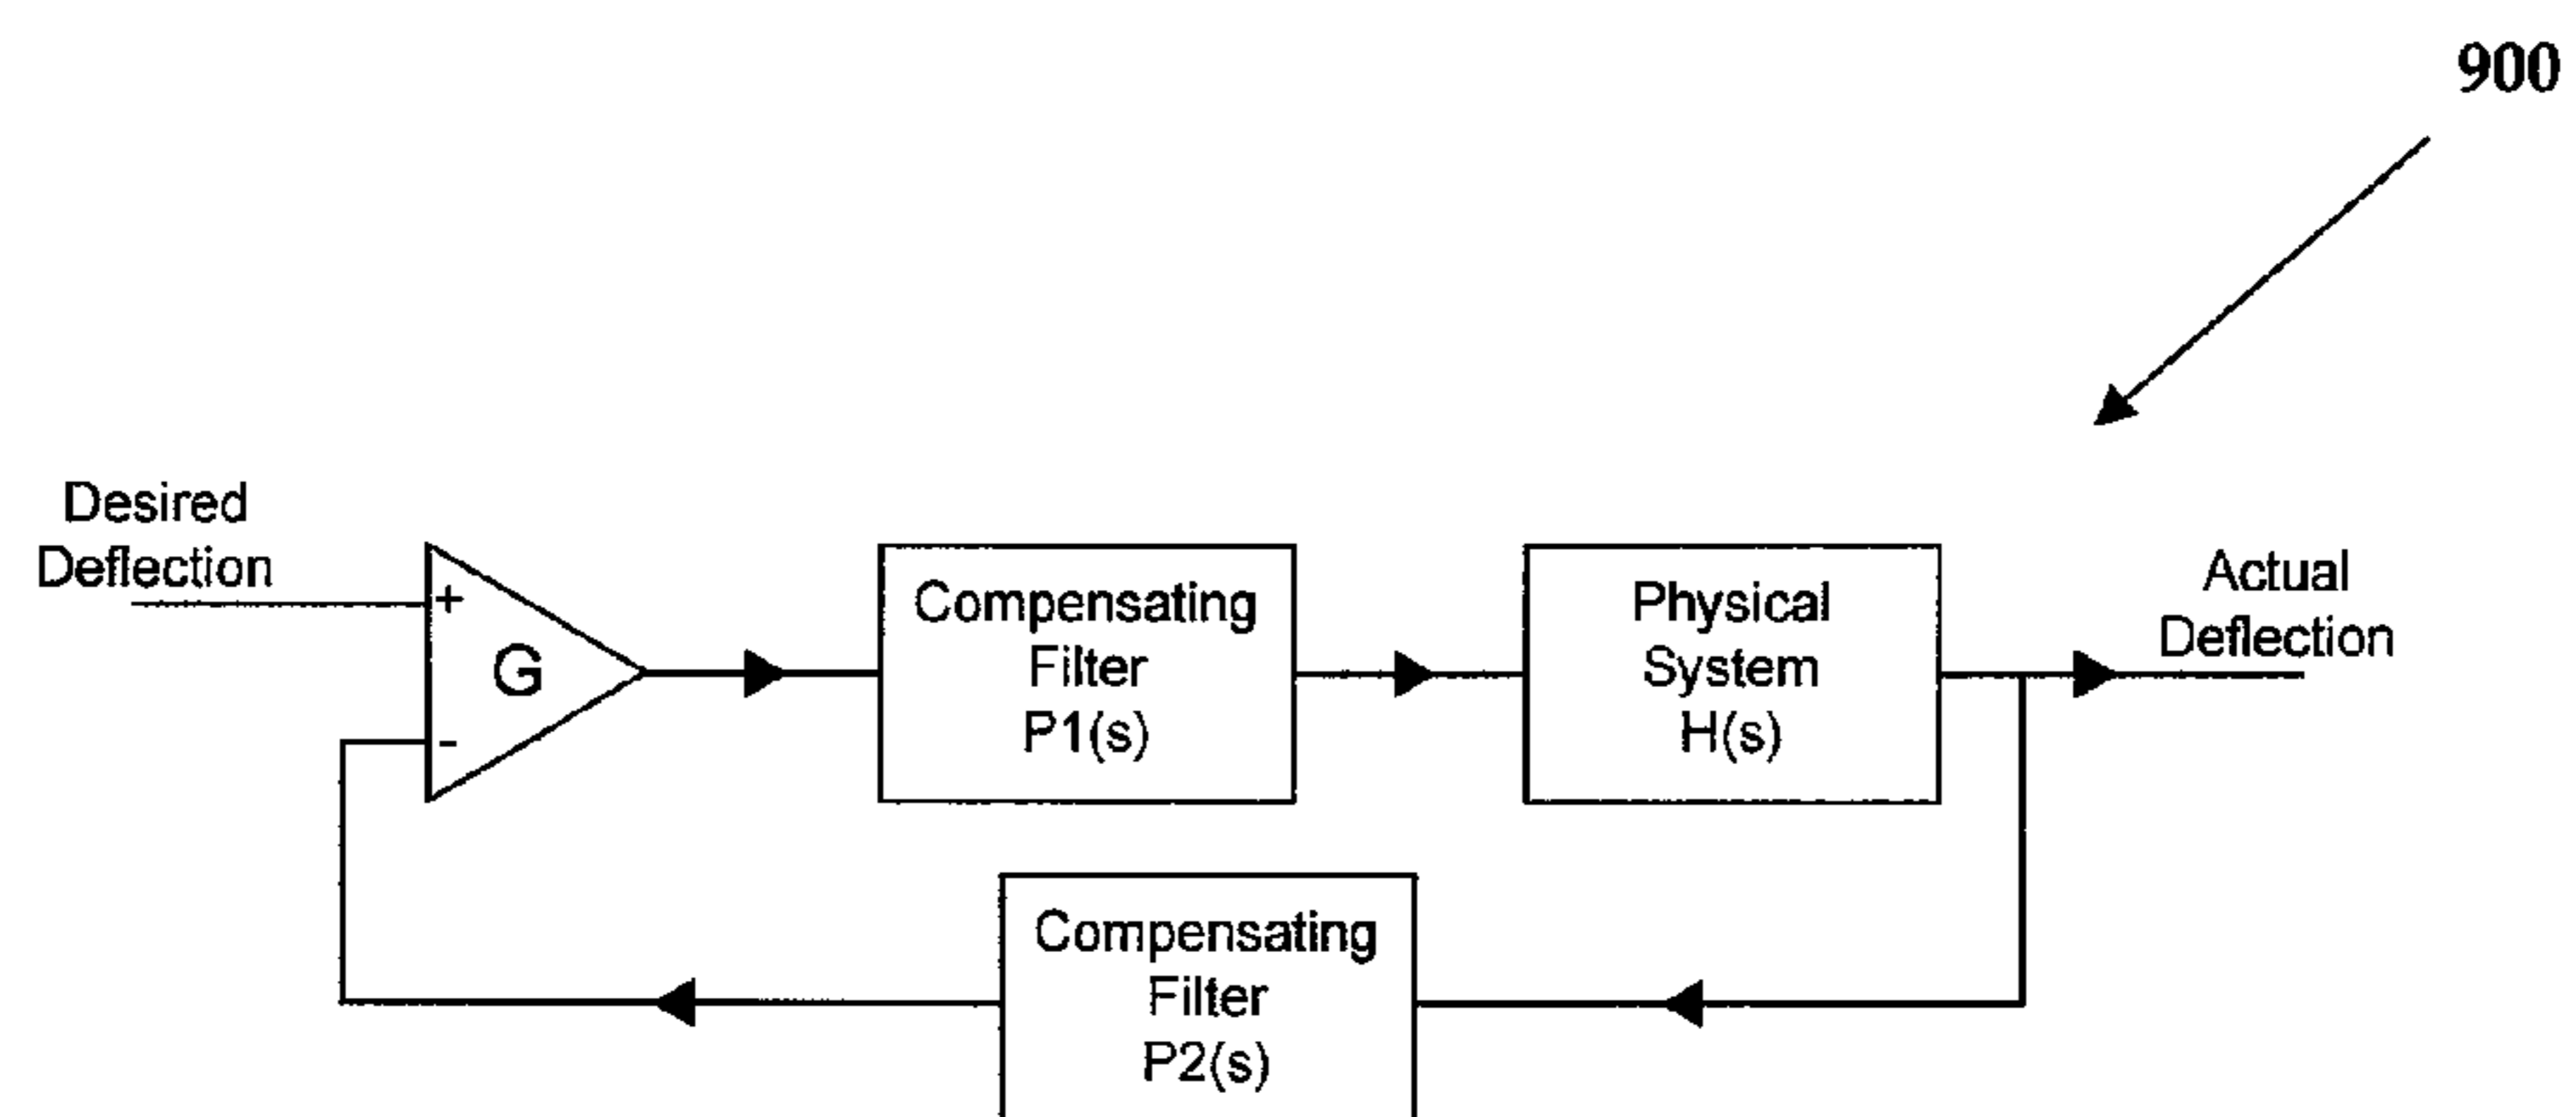 900
Desired
Deflection
+
G
-
Compensating
Filter
P1(s)
Physical
System
H(s)
Actual
Deflection
Compensating
Filter
P2(s)